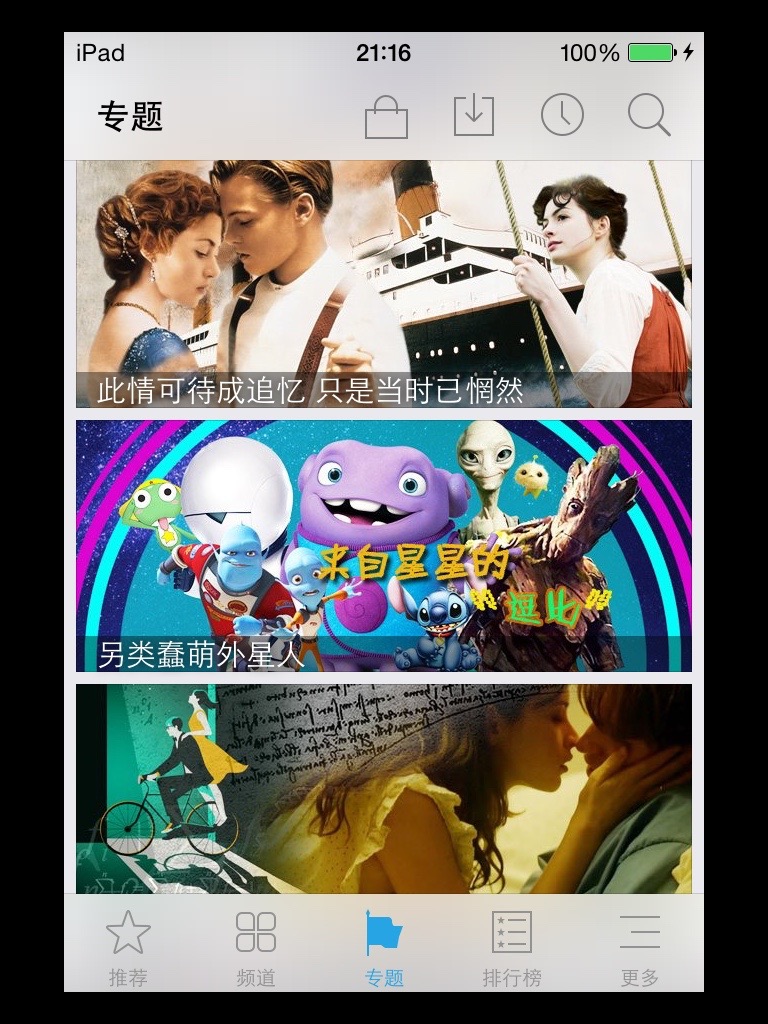 iPad 21:16 100%
专题
此情可待成追忆 只是当时已惘然
来自星星的
逗比
另类蠢萌外星人
推荐 频道 专题 排行榜 更多